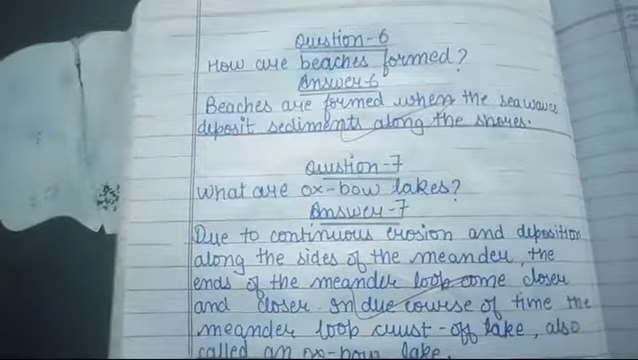 Question-6
How are beaches formed?
Answer-6
Beaches are formed when the sea waves
deposit sediments along the shores.
Question-7
What are ox-bow lakes?
Answer-7
Due to continuous erosion and deposition
along the sides of the meander, the
ends of the meander loop come closer
and closer. In due course of time the
meander loop cuust-off lake, also
called an ox-bow lake.